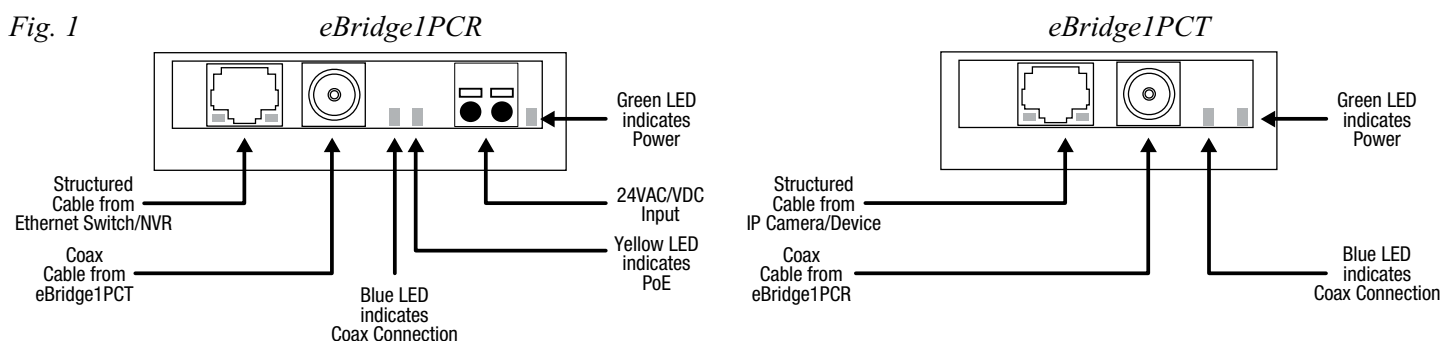 Fig. 1
eBridge1PCR
eBridge1PCT
Green LED
indicates
Power
24VAC/VDC
Input
Yellow LED
indicates
PoE
Blue LED
indicates
Coax Connection
Structured
Cable from
Ethernet Switch/NVR
Coax
Cable from
eBridge1PCT
Green LED
indicates
Power
Structured
Cable from
IP Camera/Device
Coax
Cable from
eBridge1PCR
Blue LED
indicates
Coax Connection